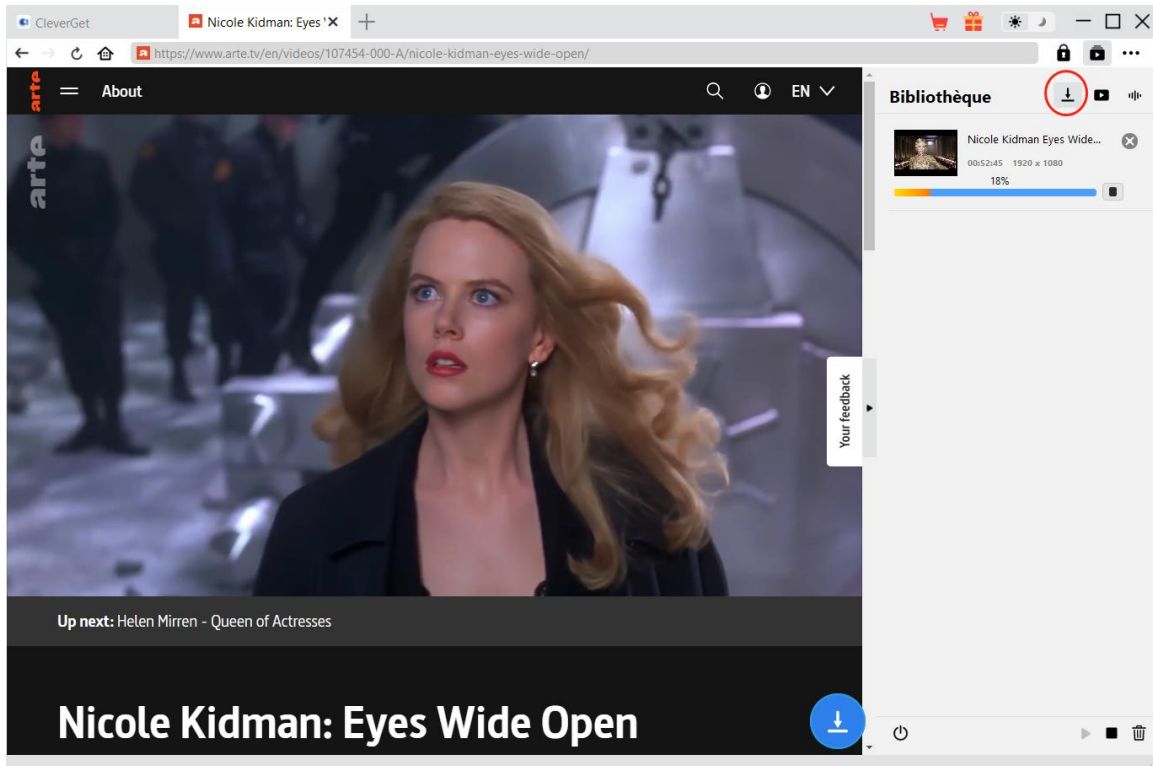 CleverGet
Nicole Kidman: Eyes '
https://www.arte.tv/en/videos/107454-000-A/nicole-kidman-eyes-wide-open/
arte
About
EN
Bibliothèque
arte
Nicole Kidman Eyes Wide...
00:52:45 1920 x 1080
18%
Your feedback
Up next: Helen Mirren - Queen of Actresses
Nicole Kidman: Eyes Wide Open